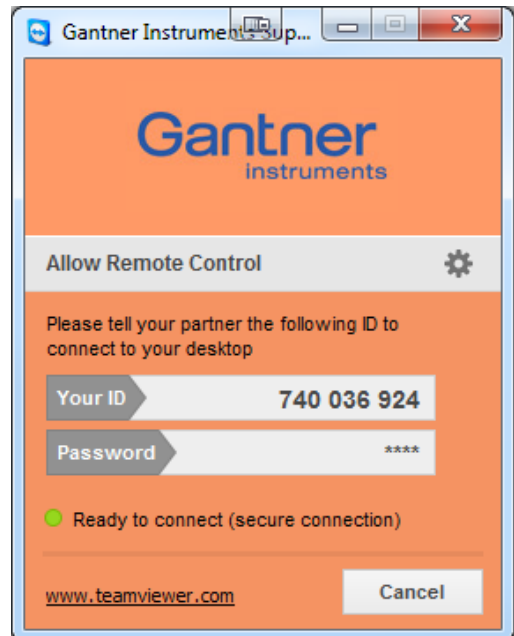 Gantner Instruments Sup...
Gantner
instruments
Allow Remote Control
Please tell your partner the following ID to
connect to your desktop
Your ID
740 036 924
Password
****
Ready to connect (secure connection)
www.teamviewer.com
Cancel